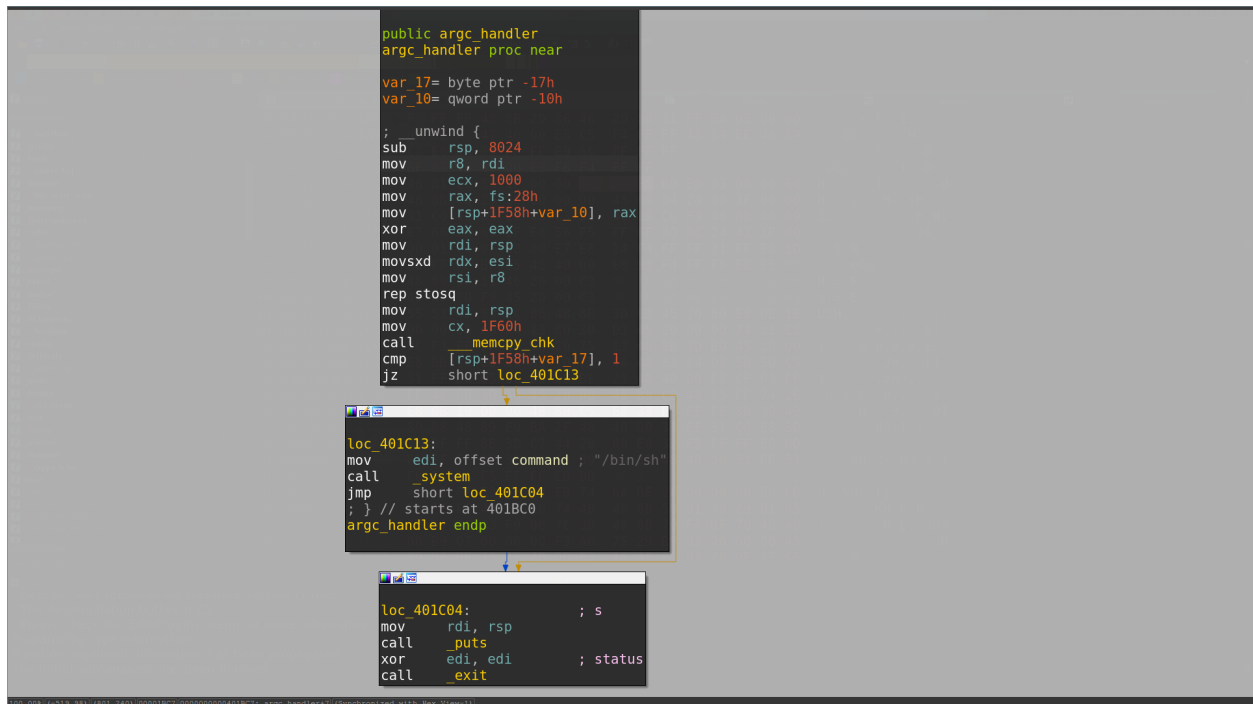 public argc_handler
argc_handler proc near
var_17= byte ptr -17h
var_10= qword ptr -10h
; __unwind {
sub rsp, 8024
mov r8, rdi
mov ecx, 1000
mov rax, fs:28h
mov [rsp+1F58h+var_10], rax
xor eax, eax
mov rdi, rsp
movsxd rdx, esi
mov rsi, r8
rep stosq
mov rdi, rsp
mov cx, 1F60h
call ___memcpy_chk
cmp [rsp+1F58h+var_17], 1
jz short loc_401C13
loc_401C13:
mov edi, offset command ; "/bin/sh"
call _system
jmp short loc_401C04
; } // starts at 401BC0
argc_handler endp
loc_401C04: ; s
mov rdi, rsp
call _puts
xor edi, edi ; status
call _exit